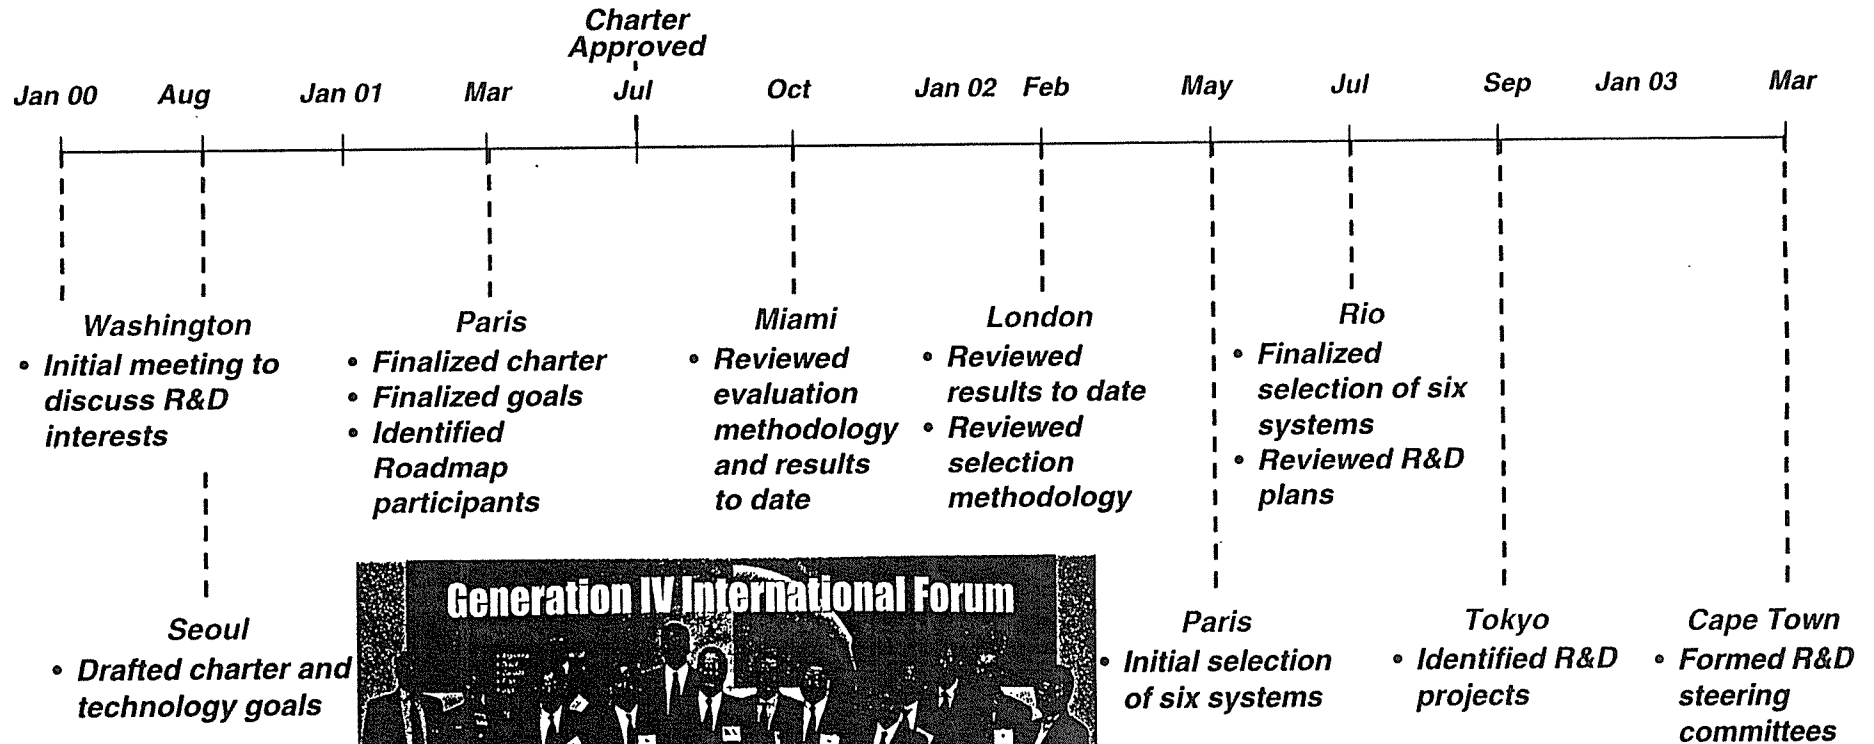 Charter
Approved
Jan 00 Aug Jan 01 Mar Jul Oct Jan 02 Feb May Jul Sep Jan 03 Mar
Washington
• Initial meeting to
discuss R&D
interests
Seoul
• Drafted charter and
technology goals
Paris
• Finalized charter
• Finalized goals
• Identified
Roadmap
participants
Miami
• Reviewed
evaluation
methodology
and results
to date
London
• Reviewed
results to date
• Reviewed
selection
methodology
Paris
• Initial selection
of six systems
Rio
• Finalized
selection of six
systems
• Reviewed R&D
plans
Tokyo
• Identified R&D
projects
Cape Town
• Formed R&D
steering
committees
Generation IV International Forum